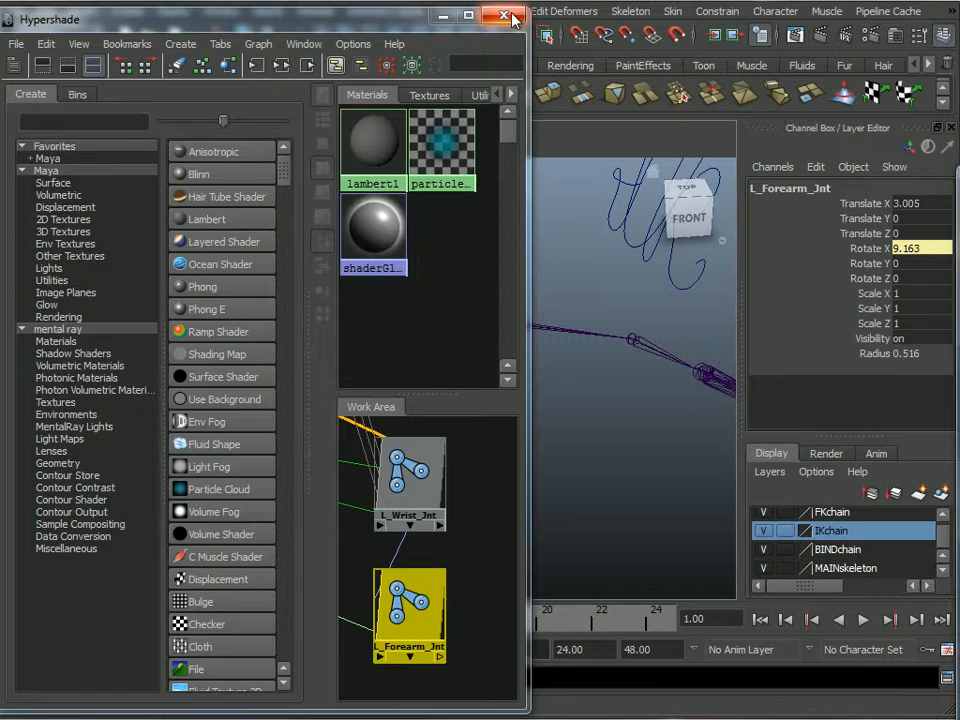 Hypershade
File Edit View Bookmarks Create Tabs Graph Window Options Help
Create Bins
Favorites
+ Maya
Maya
Surface
Volumetric
Displacement
2D Textures
3D Textures
Env Textures
Other Textures
Lights
Utilities
Image Planes
Glow
Rendering
mental ray
Materials
Shadow Shaders
Volumetric Materials
Photonic Materials
Photon Volumetric Materi...
Textures
Environments
MentalRay Lights
Light Maps
Lenses
Geometry
Contour Store
Contour Contrast
Contour Shader
Contour Output
Sample Compositing
Data Conversion
Miscellaneous
Anisotropic
Blinn
Hair Tube Shader
Lambert
Layered Shader
Ocean Shader
Phong
Phong E
Ramp Shader
Shading Map
Surface Shader
Use Background
Env Fog
Fluid Shape
Light Fog
Particle Cloud
Volume Fog
Volume Shader
C Muscle Shader
Displacement
Bulge
Checker
Cloth
File
Fluid Texture 2D
Materials Textures Utili
lambert1 particle...
shaderGl...
Work Area
L_Wrist_Jnt
L_Forearm_Jnt
Edit Deformers Skeleton Skin Constrain Character Muscle Pipeline Cache
Rendering PaintEffects Toon Muscle Fluids Fur Hair
TOP
FRONT
Channel Box / Layer Editor
Channels Edit Object Show
L_Forearm_Jnt
Translate X 3.005
Translate Y 0
Translate Z 0
Rotate X 9.163
Rotate Y 0
Rotate Z 0
Scale X 1
Scale Y 1
Scale Z 1
Visibility on
Radius 0.516
Display Render Anim
Layers Options Help
V FKchain
V IKchain
V BINDchain
V MAINskeleton
20 22 24 1.00
24.00 48.00 No Anim Layer No Character Set